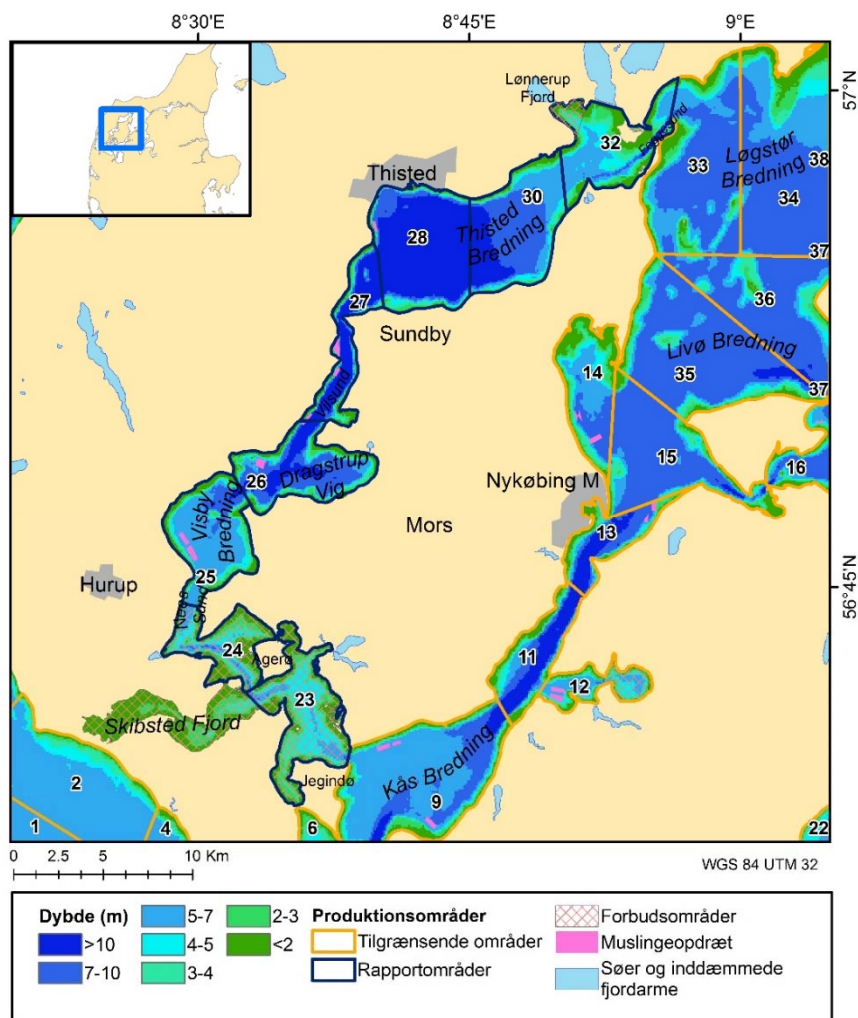 8°30'E
8°45'E
9°E
57°N
56°45'N
Lønnerup
Fjord
32
Feggesund
33
38
Løgstør
Bredning
34
37
Thisted
30
28
Thisted
Bredning
27
36
Sundby
Livø Bredning
14
35
37
Vilsund
15
16
Dragstrup
Vig
26
Nykøbing M
Visby
Bredning
Mors
13
25
Hurup
Næs
Sund
24
Agerø
11
12
23
Skibsted Fjord
Kås Bredning
Jegindø
2
9
1
4
6
22
0 2.5 5 10 Km
WGS 84 UTM 32
Dybde (m)
>10
7-10
5-7
4-5
3-4
2-3
<2
Produktionsområder
Tilgrænsende områder
Rapportområder
Forbudsområder
Muslingeopdræt
Søer og inddæmmede
fjordarme